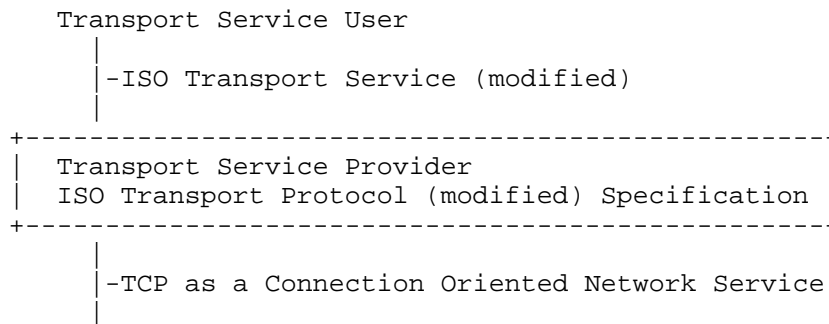 Transport Service User
|
|-ISO Transport Service (modified)
|
+---------------------------------------------------
|  Transport Service Provider
|  ISO Transport Protocol (modified) Specification
+---------------------------------------------------
|
|-TCP as a Connection Oriented Network Service
|